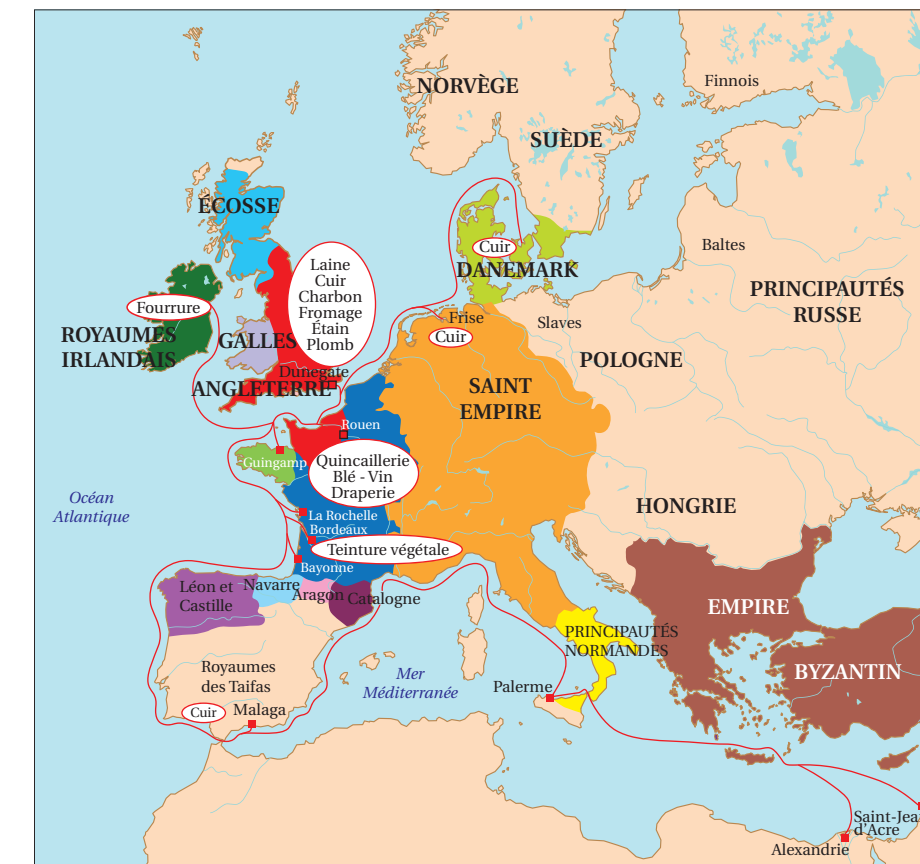 NORVÈGE
Finnois
SUÈDE
ÉCOSSE
Cuir
DANEMARK
Baltes
Laine
Cuir
Charbon
Fromage
Étain
Plomb
Fourrure
PRINCIPAUTÉS
RUSSE
ROYAUMES
IRLANDAIS
GALLES
Frise
Cuir
Slaves
POLOGNE
Dunegate
ANGLETERRE
SAINT
EMPIRE
Rouen
Guingamp
Quincaillerie
Blé - Vin
Draperie
Océan
Atlantique
HONGRIE
La Rochelle
Bordeaux
Teinture végétale
Bayonne
Léon et
Castille
Navarre
Aragon
Catalogne
EMPIRE
BYZANTIN
PRINCIPAUTÉS
NORMANDES
Royaumes
des Taifas
Mer
Méditerranée
Palerme
Cuir
Malaga
Saint-Jea
d'Acre
Alexandrie